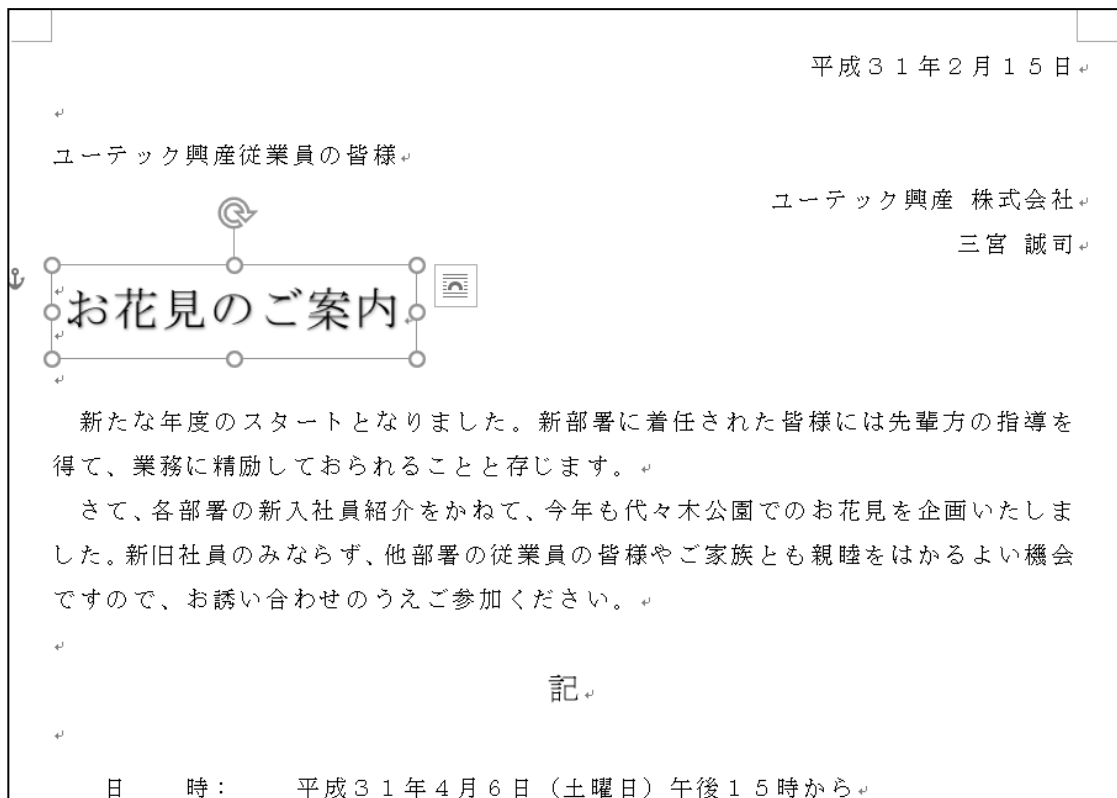 平成３１年２月１５日
ユーテック興産従業員の皆様
ユーテック興産 株式会社
三宮 誠司
お花見のご案内
新たな年度のスタートとなりました。新部署に着任された皆様には先輩方の指導を
得て、業務に精励しておられることと存じます。
さて、各部署の新入社員紹介をかねて、今年も代々木公園でのお花見を企画いたしま
した。新旧社員のみならず、他部署の従業員の皆様やご家族とも親睦をはかるよい機会
ですので、お誘い合わせのうえご参加ください。
記
日　　時：　　平成３１年４月６日（土曜日）午後１５時から